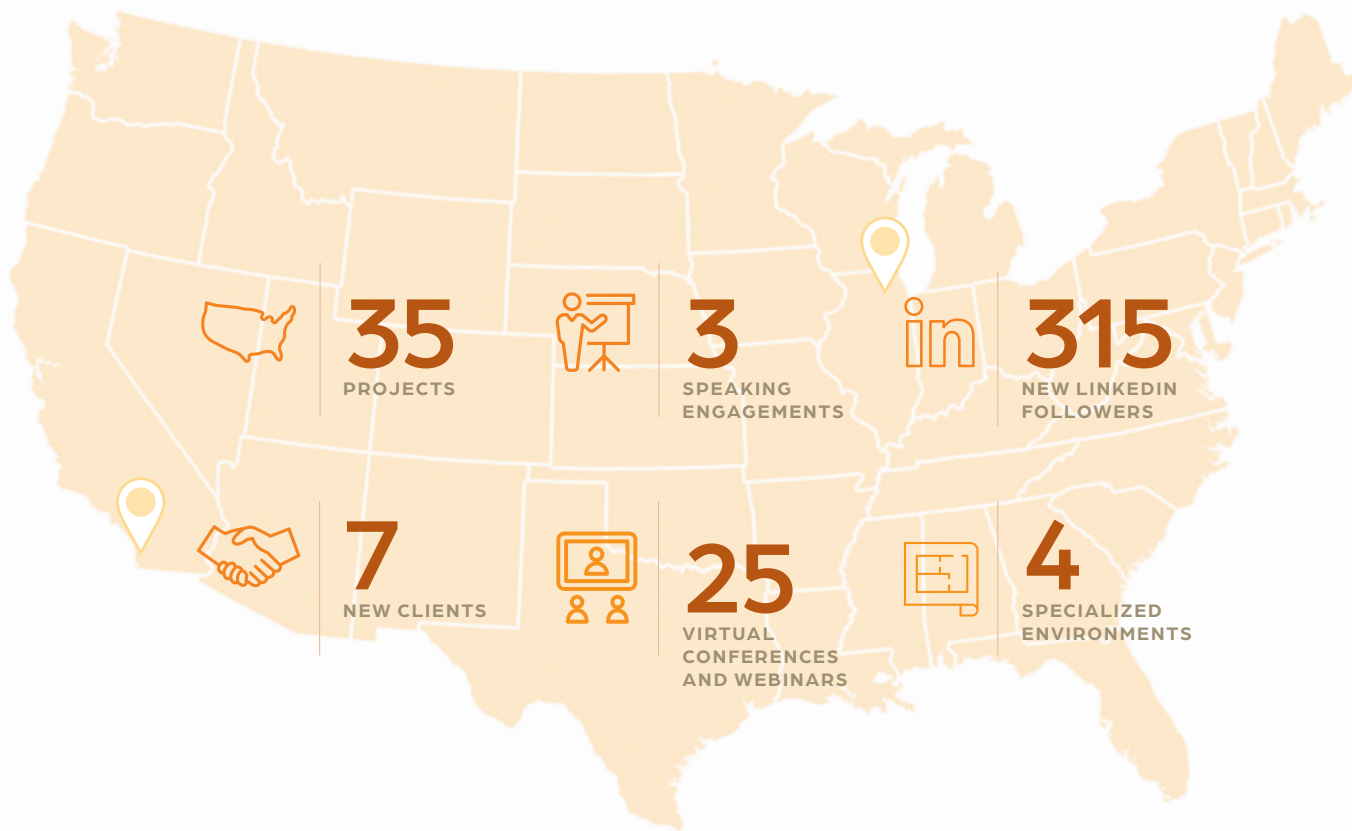 35
PROJECTS
3
SPEAKING
ENGAGEMENTS
in
315
NEW LINKEDIN
FOLLOWERS
7
NEW CLIENTS
25
VIRTUAL
CONFERENCES
AND WEBINARS
4
SPECIALIZED
ENVIRONMENTS